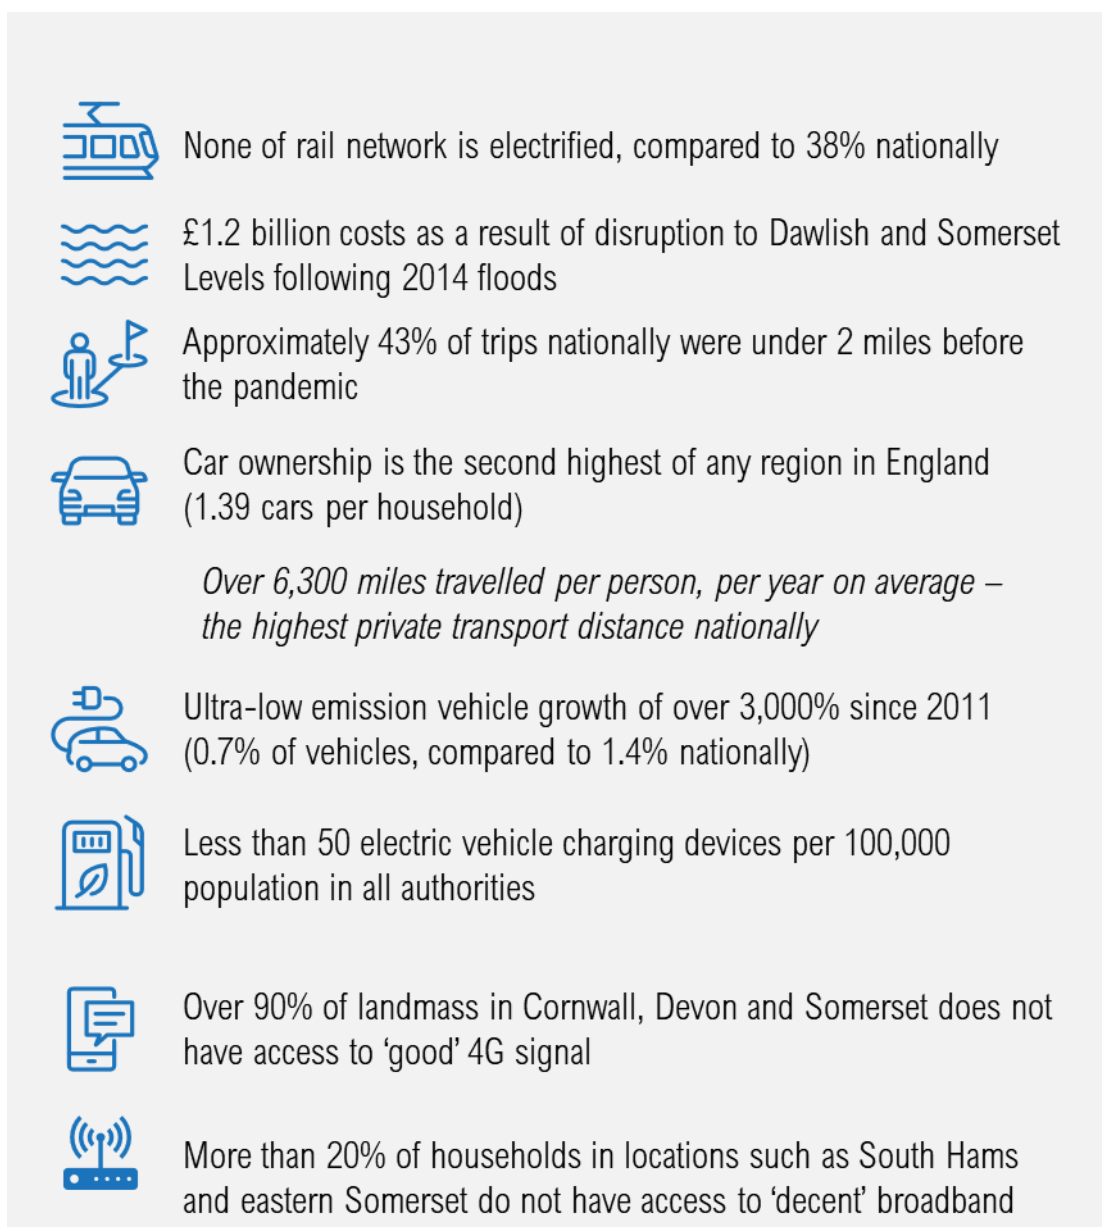 None of rail network is electrified, compared to 38% nationally
£1.2 billion costs as a result of disruption to Dawlish and Somerset
Levels following 2014 floods
Approximately 43% of trips nationally were under 2 miles before
the pandemic
Car ownership is the second highest of any region in England
(1.39 cars per household)
Over 6,300 miles travelled per person, per year on average –
the highest private transport distance nationally
Ultra-low emission vehicle growth of over 3,000% since 2011
(0.7% of vehicles, compared to 1.4% nationally)
Less than 50 electric vehicle charging devices per 100,000
population in all authorities
Over 90% of landmass in Cornwall, Devon and Somerset does not
have access to ‘good’ 4G signal
More than 20% of households in locations such as South Hams
and eastern Somerset do not have access to ‘decent’ broadband